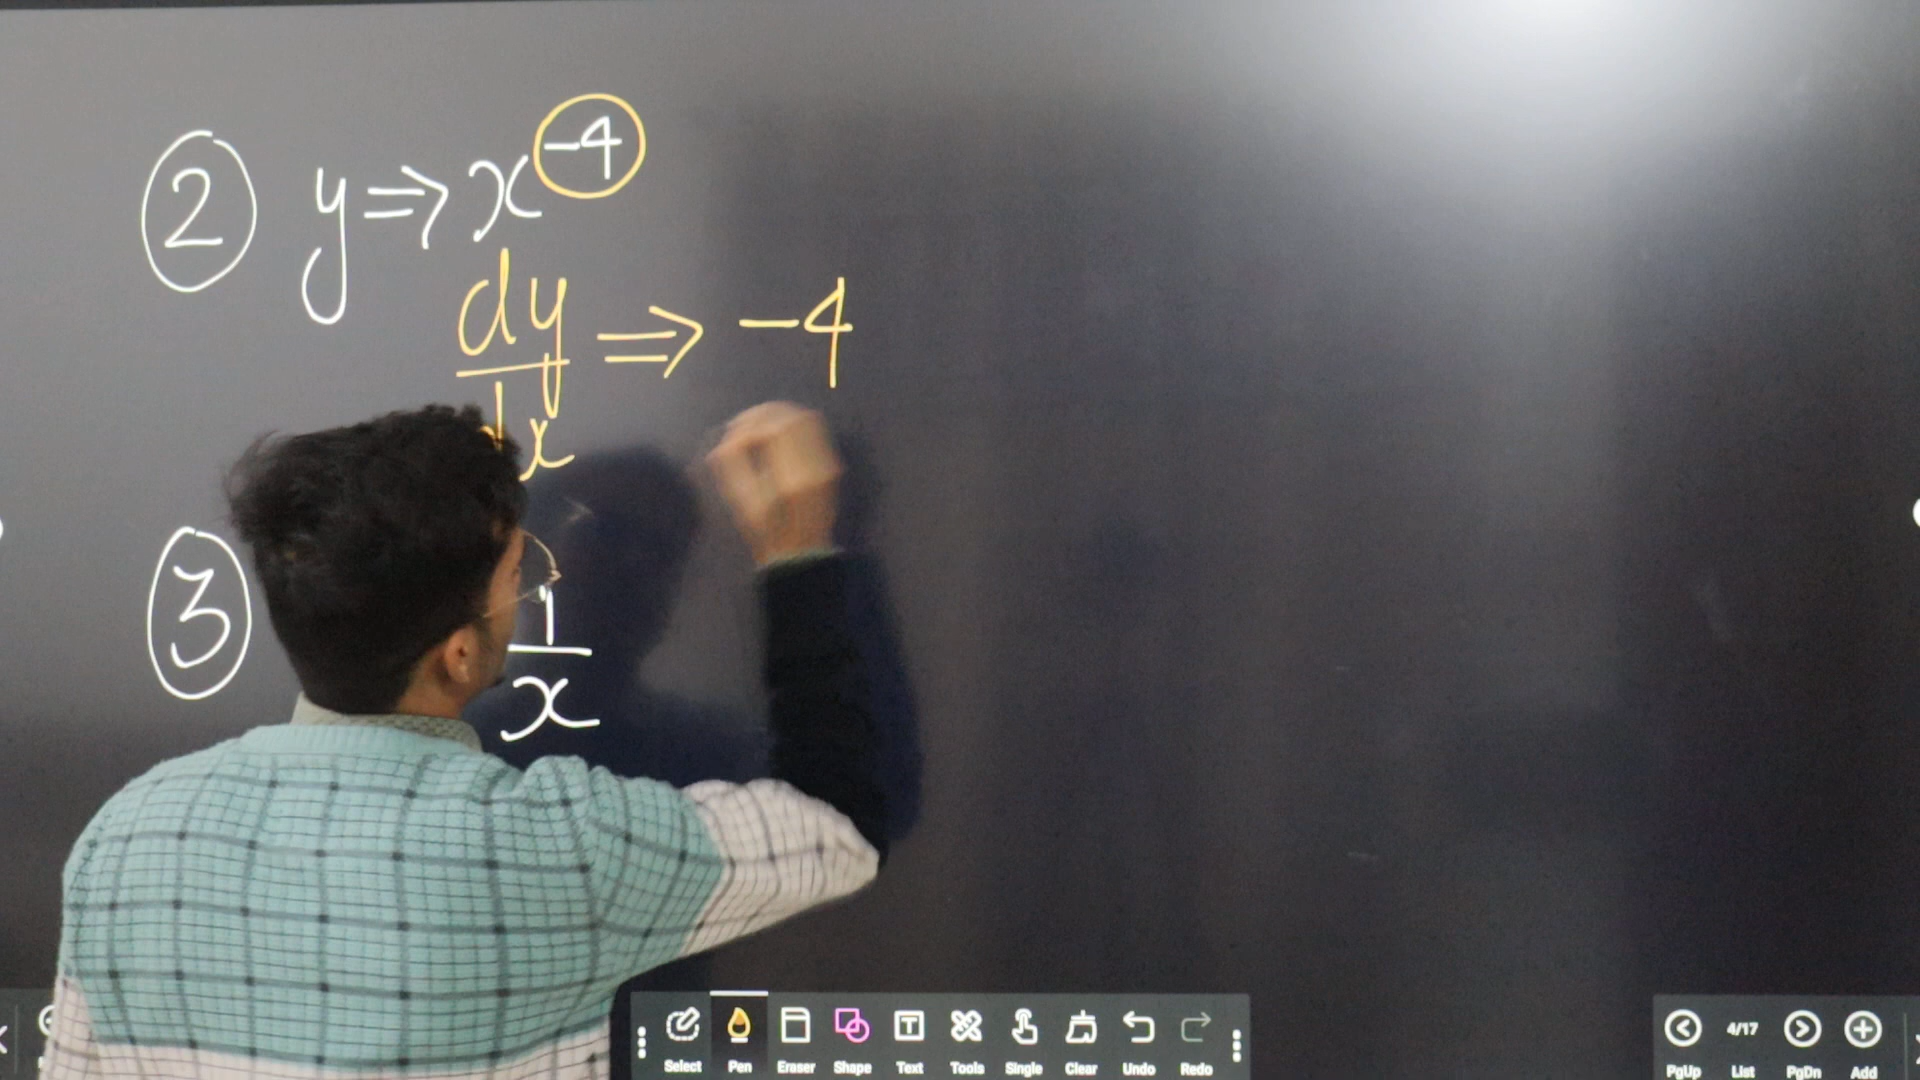 ② y ⇒ x⁻⁴
dy/dx ⇒ -4
③ 1/x
Select Pen Eraser Shape Text Tools Single Clear Undo Redo
4/17
PgUp List PgDn Add